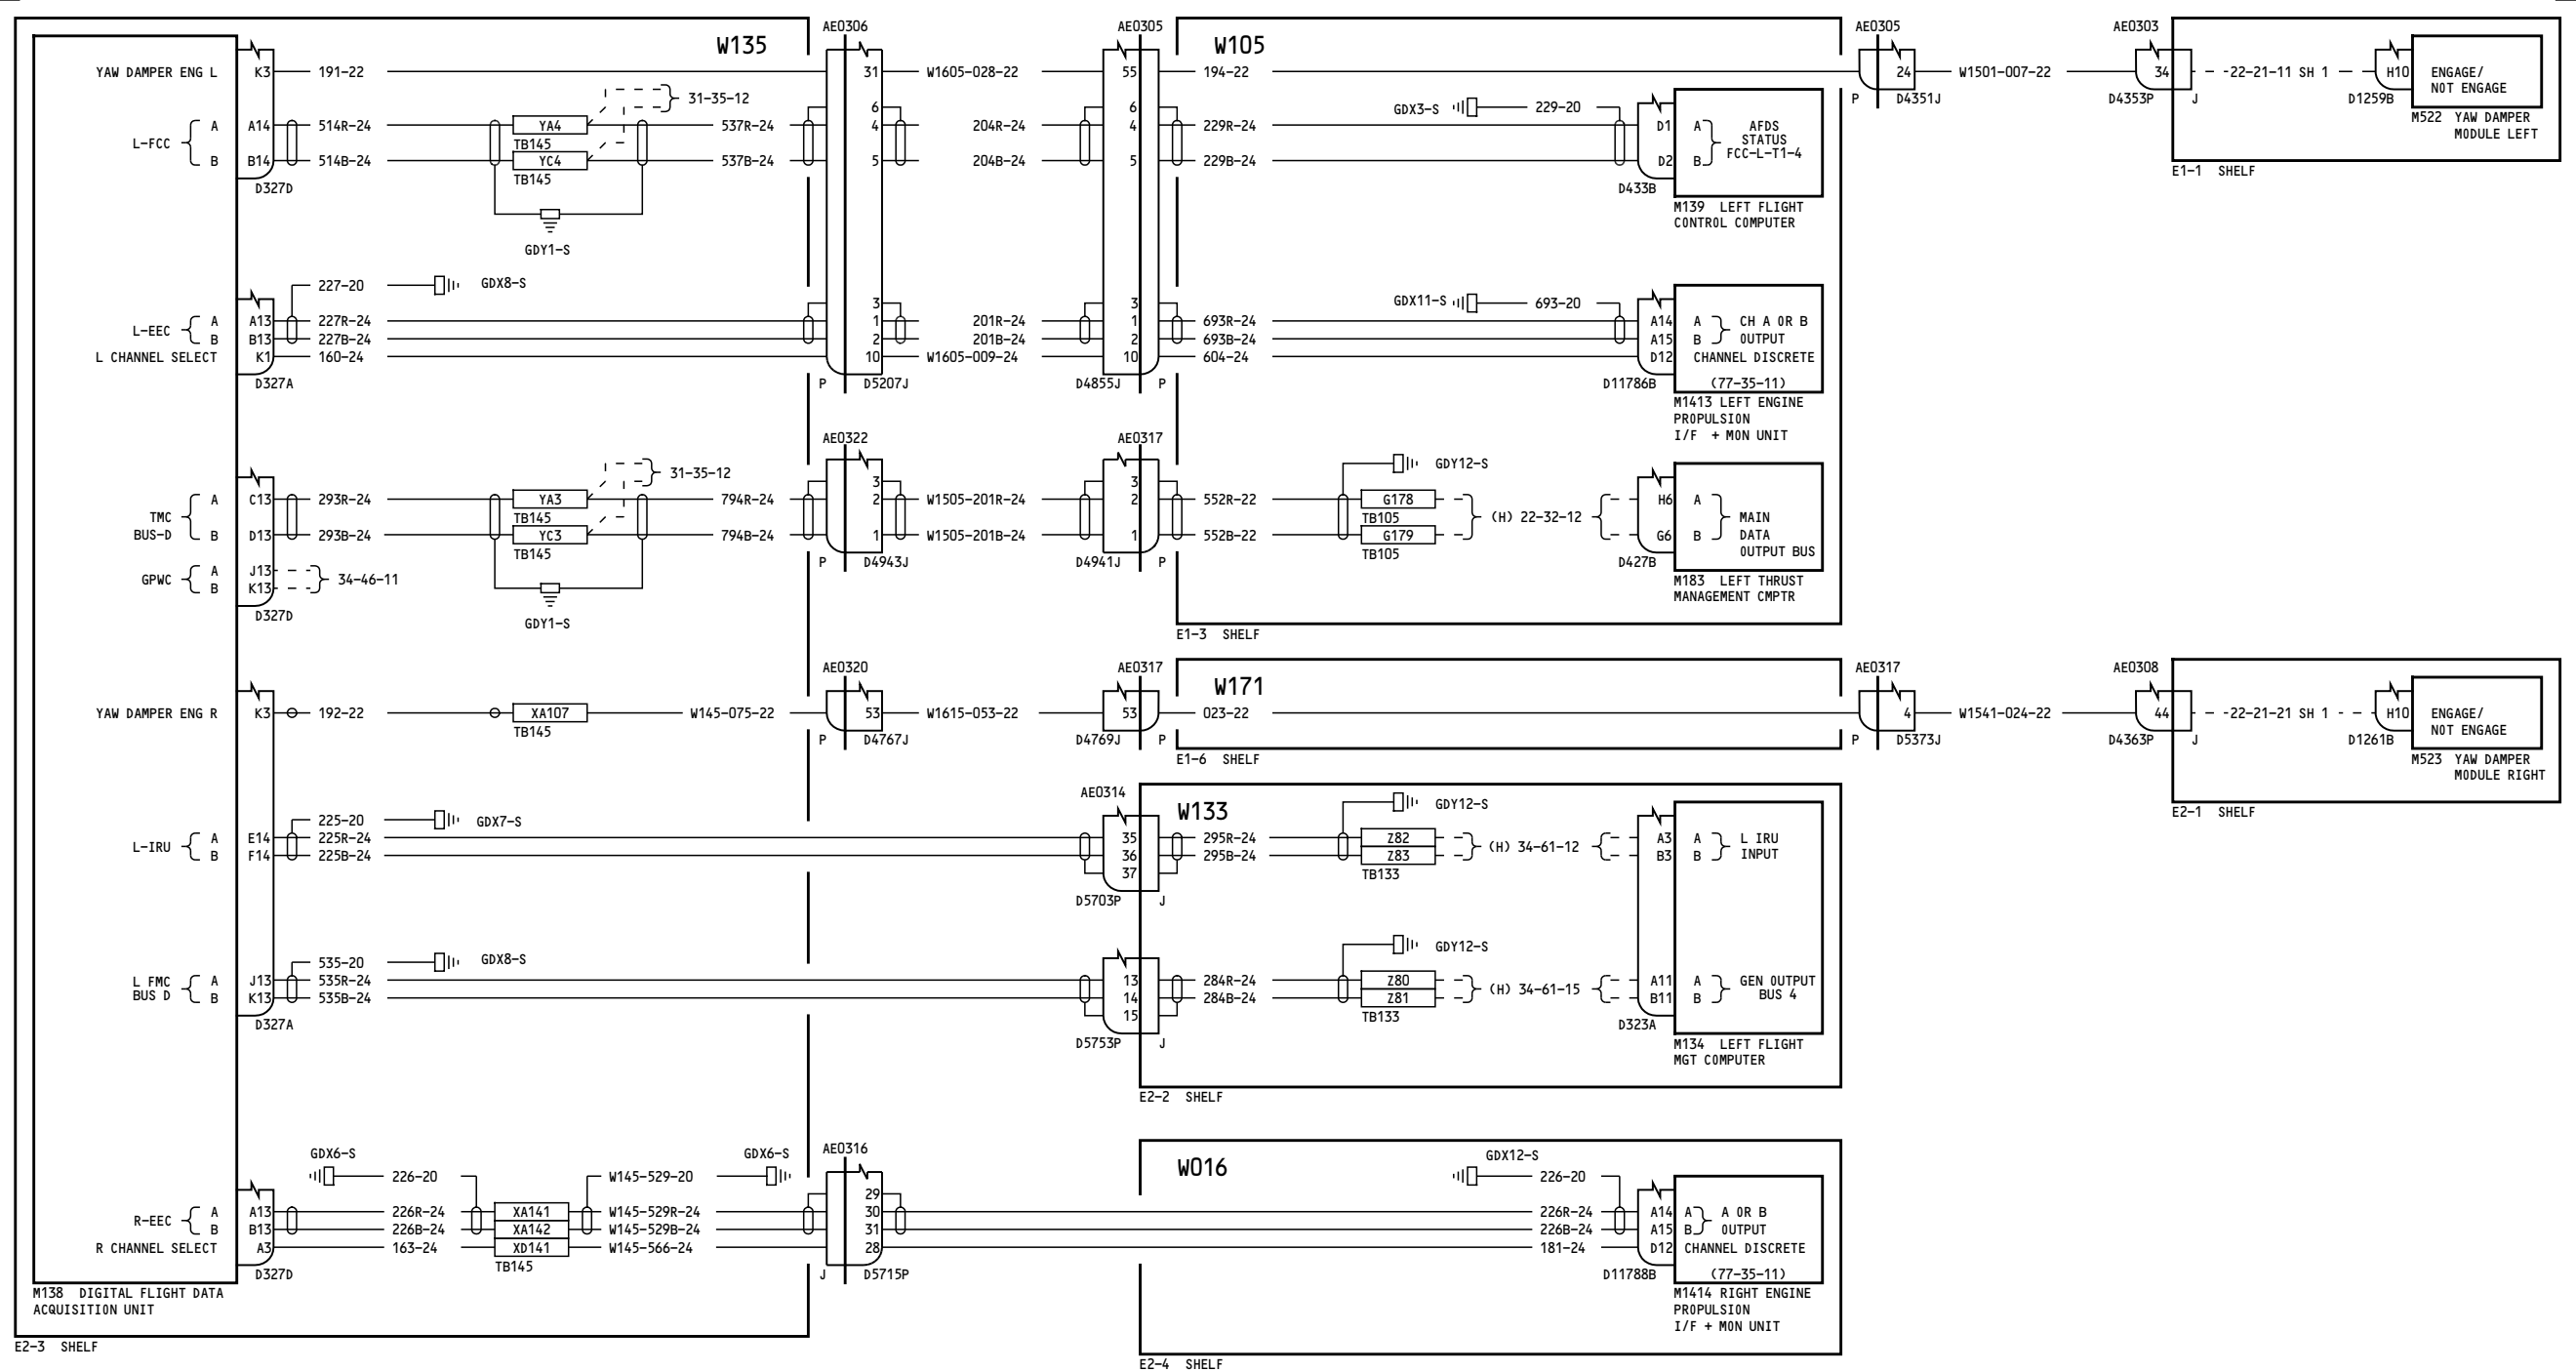 W135
AE0306
AE0305
W105
AE0305
AE0303
YAW DAMPER ENG L K3 191-22 31 W1605-028-22 55 194-22 24 W1501-007-22 34 22-21-11 SH 1 H10 ENGAGE/
NOT ENGAGE
P D4351J D4353P J D1259B
M522 YAW DAMPER
MODULE LEFT
E1-1 SHELF
31-35-12
6 6 GDX3-S 229-20
L-FCC
A A14 514R-24 YA4 537R-24 4 204R-24 4 229R-24 D1 A
TB145
B B14 514B-24 YC4 537B-24 5 204B-24 5 229B-24 D2 B
TB145
AFDS
STATUS
FCC-L-T1-4
D327D
D433B
M139 LEFT FLIGHT
CONTROL COMPUTER
GDY1-S
227-20 GDX8-S
3 3 GDX11-S 693-20
L-EEC
A A13 227R-24 1 201R-24 1 693R-24 A14 A CH A OR B
B B13 227B-24 2 201B-24 2 693B-24 A15 B OUTPUT
L CHANNEL SELECT K1 160-24 10 W1605-009-24 10 604-24 D12 CHANNEL DISCRETE
(77-35-11)
D327A P D5207J D4855J P D11786B
M1413 LEFT ENGINE
PROPULSION
I/F + MON UNIT
AE0322
AE0317
31-35-12
GDY12-S
3 3
TMC
BUS-D
A C13 293R-24 YA3 794R-24 2 W1505-201R-24 2 552R-22 G178 H6 A
TB145 TB105 (H) 22-32-12 MAIN
B D13 293B-24 YC3 794B-24 1 W1505-201B-24 1 552B-22 G179 G6 B DATA
TB145 TB105 OUTPUT BUS
P D4943J D4941J P D427B
GPWC
A J13
B K13
34-46-11
D327D
GDY1-S
M183 LEFT THRUST
MANAGEMENT CMPTR
E1-3 SHELF
AE0320
AE0317
W171
AE0317
AE0308
YAW DAMPER ENG R K3 192-22 XA107 W145-075-22 53 W1615-053-22 53 023-22 4 W1541-024-22 44 22-21-21 SH 1 H10 ENGAGE/
NOT ENGAGE
TB145
P D4767J D4769J P P D5373J D4363P J D1261B
E1-6 SHELF
M523 YAW DAMPER
MODULE RIGHT
E2-1 SHELF
AE0314
W133
GDY12-S
225-20 GDX7-S
L-IRU
A E14 225R-24 35 295R-24 Z82 A3 A L IRU
(H) 34-61-12
B F14 225B-24 36 295B-24 Z83 B3 B INPUT
37 TB133
D5703P J
GDY12-S
535-20 GDX8-S
L FMC
BUS D
A J13 535R-24 13 284R-24 Z80 A11 A GEN OUTPUT
(H) 34-61-15
B K13 535B-24 14 284B-24 Z81 B11 B BUS 4
15 TB133
D327A D5753P J D323A
M134 LEFT FLIGHT
MGT COMPUTER
E2-2 SHELF
AE0316
W016
GDX6-S 226-20 W145-529-20 GDX6-S
GDX12-S 226-20
29
R-EEC
A A13 226R-24 XA141 W145-529R-24 30 226R-24 A14 A A OR B
B B13 226B-24 XA142 W145-529B-24 31 226B-24 A15 B OUTPUT
R CHANNEL SELECT A3 163-24 XD141 W145-566-24 28 181-24 D12 CHANNEL DISCRETE
TB145
(77-35-11)
D327D J D5715P D11788B
M138 DIGITAL FLIGHT DATA
ACQUISITION UNIT
M1414 RIGHT ENGINE
PROPULSION
I/F + MON UNIT
E2-3 SHELF
E2-4 SHELF